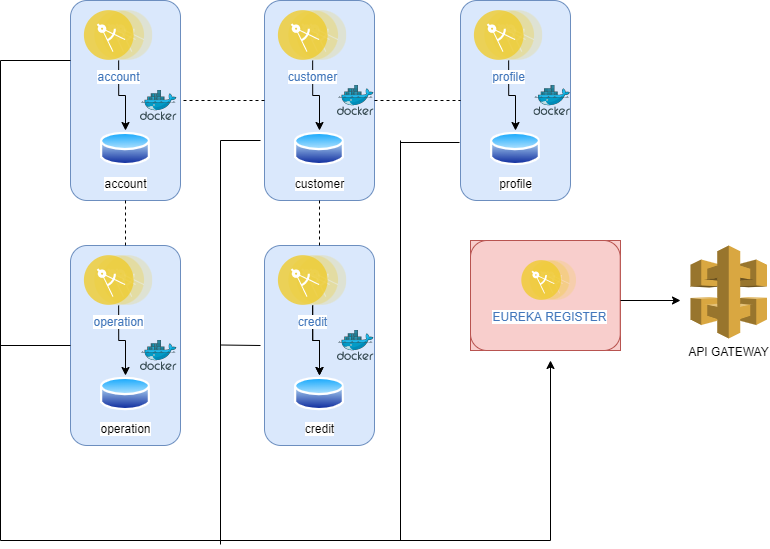 account
docker
account
customer
docker
customer
profile
docker
profile
operation
docker
operation
credit
docker
credit
EUREKA REGISTER
API GATEWAY